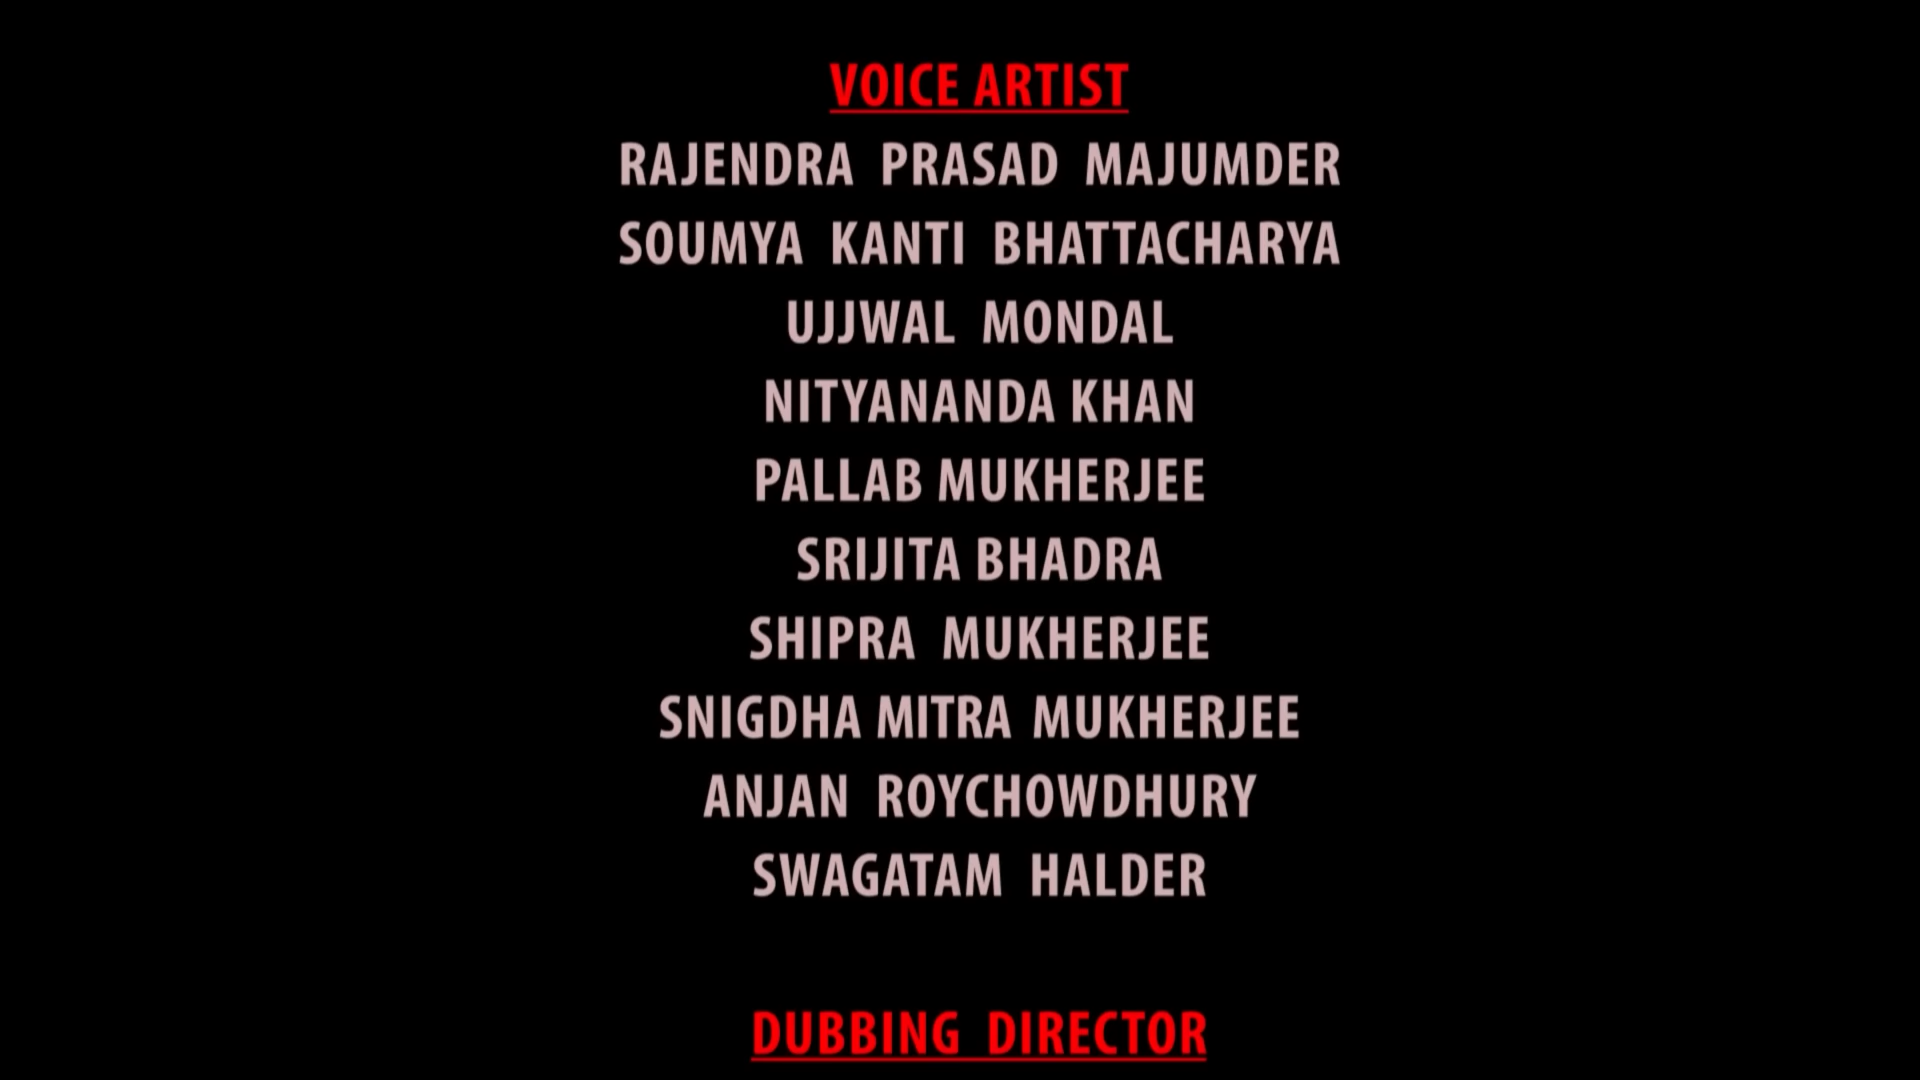 VOICE ARTIST
RAJENDRA PRASAD MAJUMDER
SOUMYA KANTI BHATTACHARYA
UJJWAL MONDAL
NITYANANDA KHAN
PALLAB MUKHERJEE
SRIJITA BHADRA
SHIPRA MUKHERJEE
SNIGDHA MITRA MUKHERJEE
ANJAN ROYCHOWDHURY
SWAGATAM HALDER
DUBBING DIRECTOR